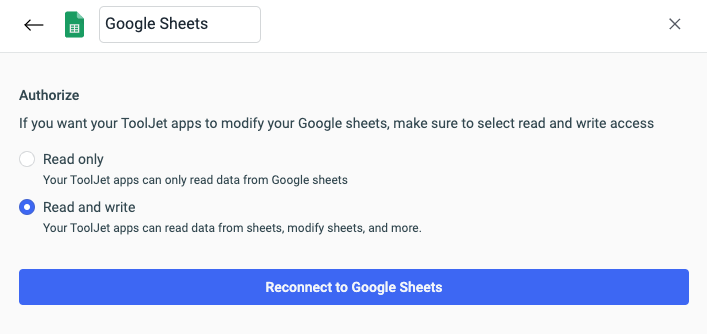 Google Sheets
Authorize
If you want your ToolJet apps to modify your Google sheets, make sure to select read and write access
Read only
Your ToolJet apps can only read data from Google sheets
Read and write
Your ToolJet apps can read data from sheets, modify sheets, and more.
Reconnect to Google Sheets